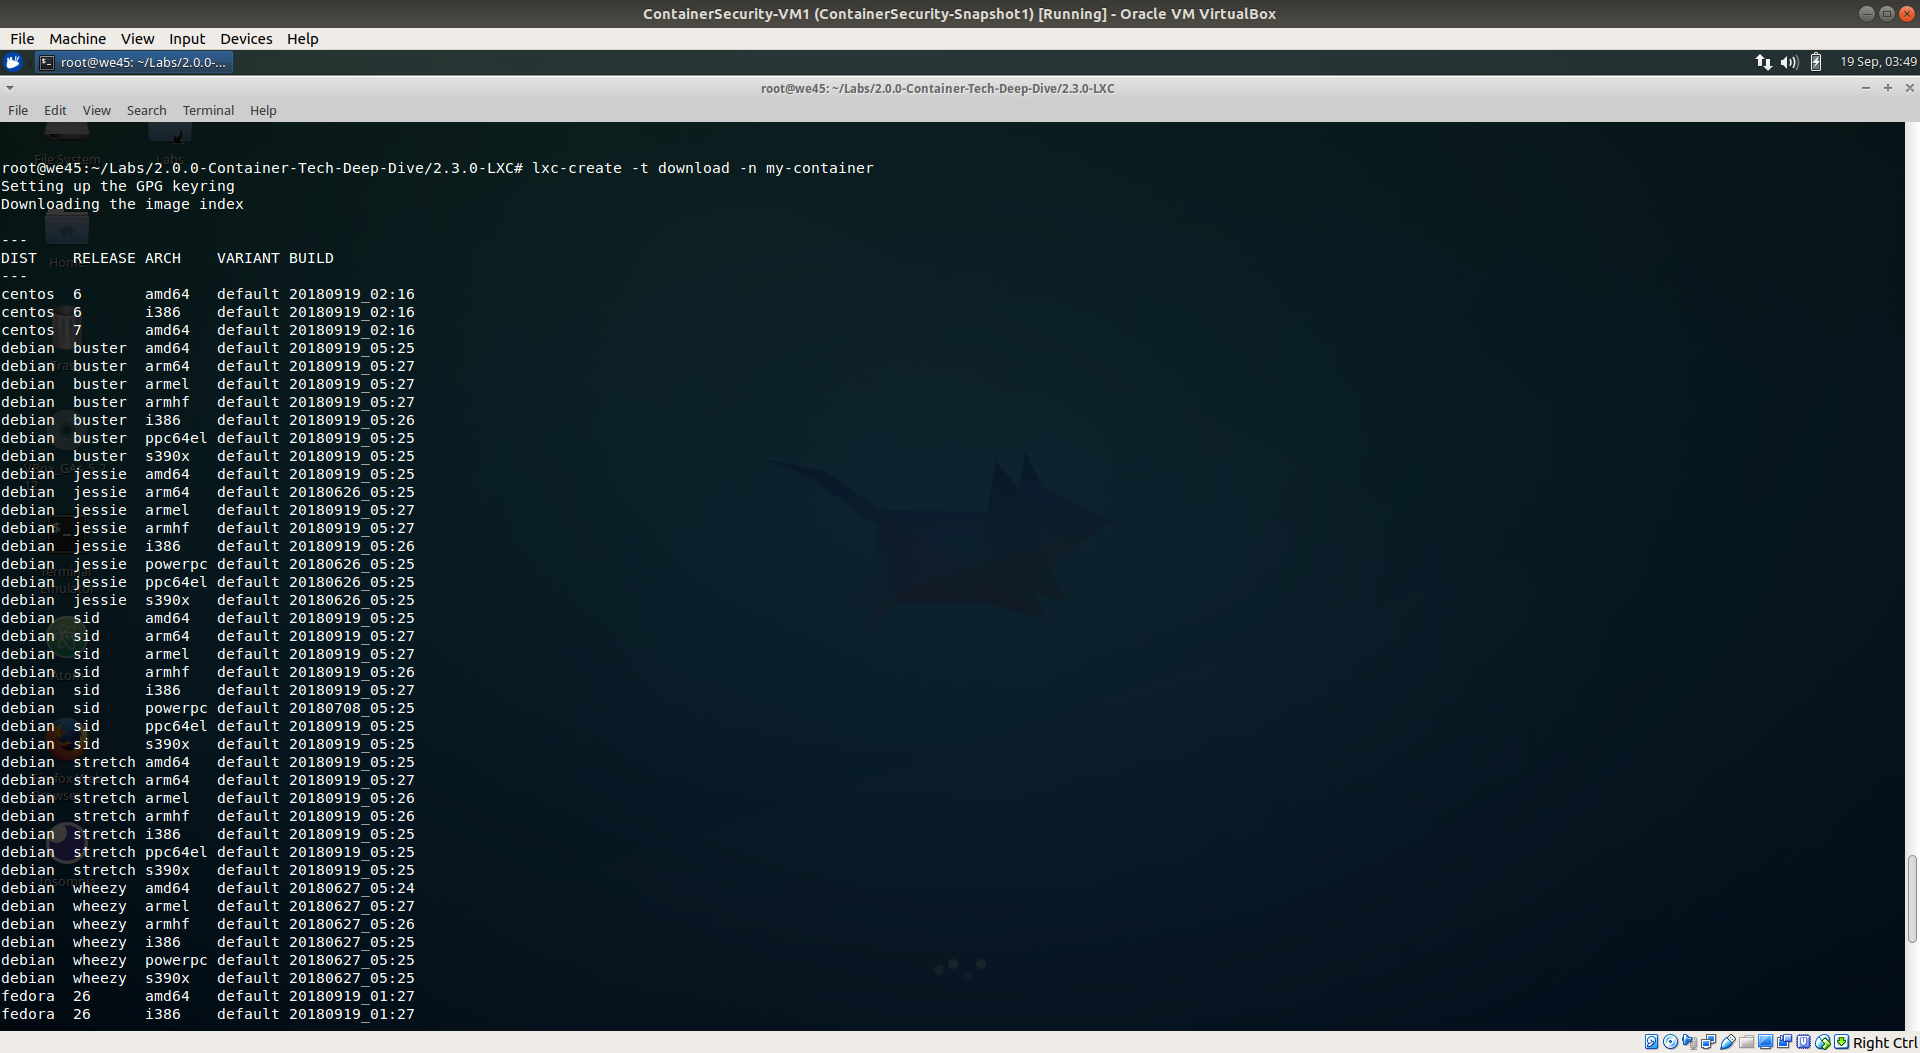 ContainerSecurity-VM1 (ContainerSecurity-Snapshot1) [Running] - Oracle VM VirtualBox
File Machine View Input Devices Help
root@we45: ~/Labs/2.0.0-...
19 Sep, 03:49
root@we45: ~/Labs/2.0.0-Container-Tech-Deep-Dive/2.3.0-LXC
File Edit View Search Terminal Help
File System
Labs
root@we45:~/Labs/2.0.0-Container-Tech-Deep-Dive/2.3.0-LXC# lxc-create -t download -n my-container
Setting up the GPG keyring
Downloading the image index
---
DIST RELEASE ARCH VARIANT BUILD
Home
---
centos 6 amd64 default 20180919_02:16
centos 6 i386 default 20180919_02:16
centos 7 amd64 default 20180919_02:16
debian buster amd64 default 20180919_05:25
debian buster arm64 default 20180919_05:27
debian buster armel default 20180919_05:27
debian buster armhf default 20180919_05:27
debian buster i386 default 20180919_05:26
debian buster ppc64el default 20180919_05:25
debian buster s390x default 20180919_05:25
debian jessie amd64 default 20180919_05:25
debian jessie arm64 default 20180626_05:25
debian jessie armel default 20180919_05:27
debian jessie armhf default 20180919_05:27
debian jessie i386 default 20180919_05:26
debian jessie powerpc default 20180626_05:25
Terminal
debian jessie ppc64el default 20180626_05:25
Emulator
debian jessie s390x default 20180626_05:25
debian sid amd64 default 20180919_05:25
debian sid arm64 default 20180919_05:27
debian sid armel default 20180919_05:27
debian sid armhf default 20180919_05:26
Atom
debian sid i386 default 20180919_05:27
debian sid powerpc default 20180708_05:25
debian sid ppc64el default 20180919_05:25
debian sid s390x default 20180919_05:25
debian stretch amd64 default 20180919_05:25
debian stretch arm64 default 20180919_05:27
debian stretch armel default 20180919_05:26
debian stretch armhf default 20180919_05:26
debian stretch i386 default 20180919_05:25
debian stretch ppc64el default 20180919_05:25
debian stretch s390x default 20180919_05:25
Insomnia
debian wheezy amd64 default 20180627_05:24
debian wheezy armel default 20180627_05:27
debian wheezy armhf default 20180627_05:26
debian wheezy i386 default 20180627_05:25
debian wheezy powerpc default 20180627_05:25
debian wheezy s390x default 20180627_05:25
fedora 26 amd64 default 20180919_01:27
fedora 26 i386 default 20180919_01:27
Right Ctrl